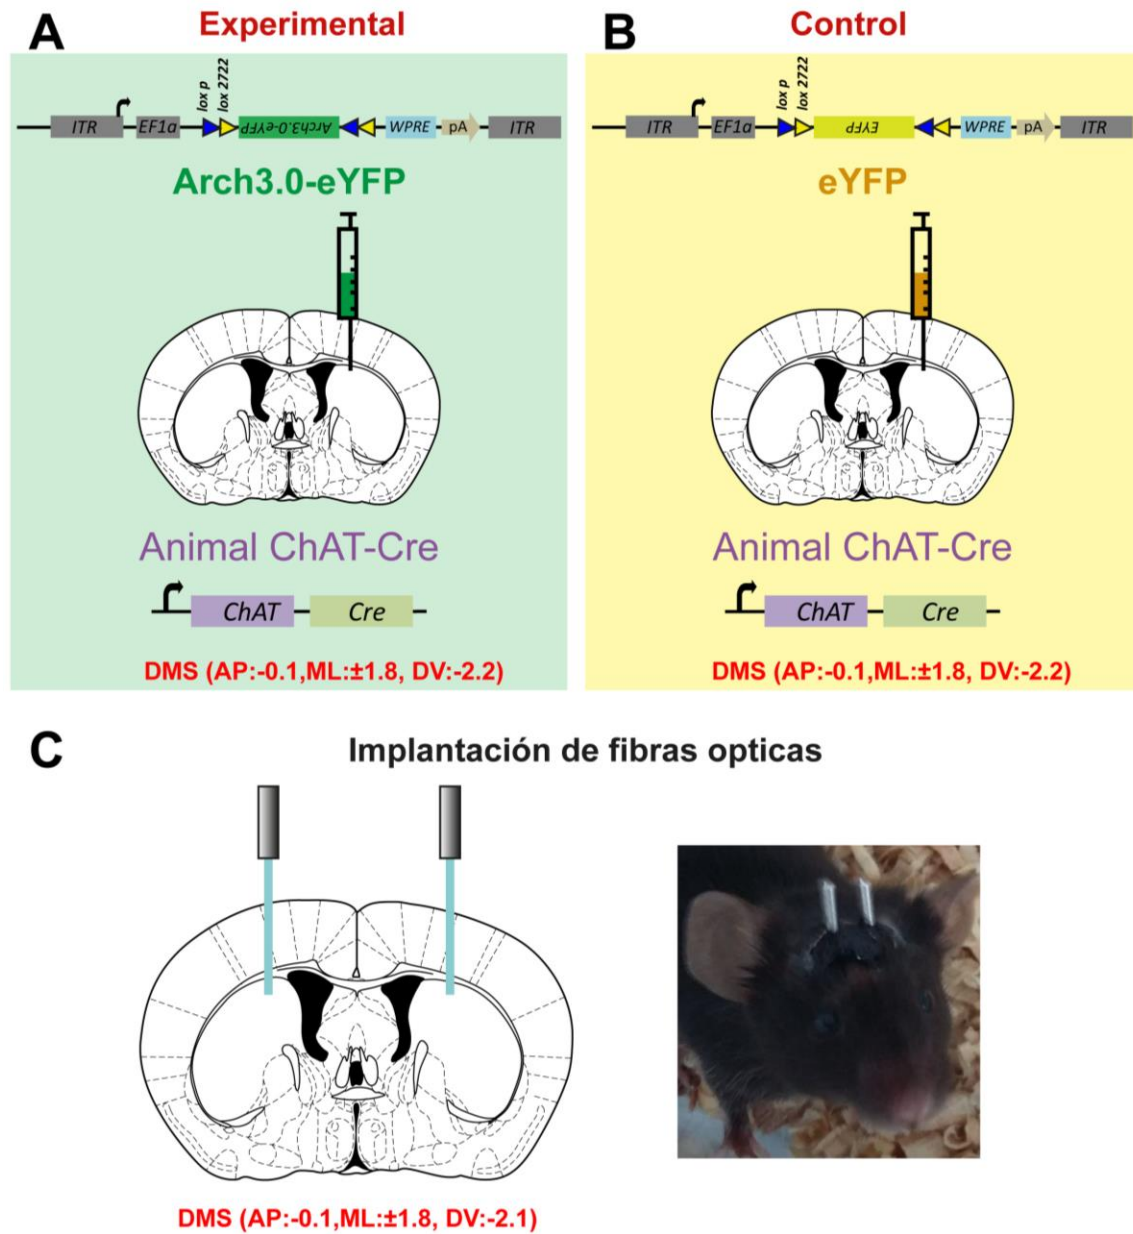 A
Experimental
lox p
lox 2722
ITR
EF1a
Arch3.0-eYFP
WPRE
pA
ITR
Arch3.0-eYFP
Animal ChAT-Cre
ChAT
Cre
DMS (AP:-0.1,ML:±1.8, DV:-2.2)
B
Control
lox p
lox 2722
ITR
EF1a
EYFP
WPRE
pA
ITR
eYFP
Animal ChAT-Cre
ChAT
Cre
DMS (AP:-0.1,ML:±1.8, DV:-2.2)
C
Implantación de fibras opticas
DMS (AP:-0.1,ML:±1.8, DV:-2.1)